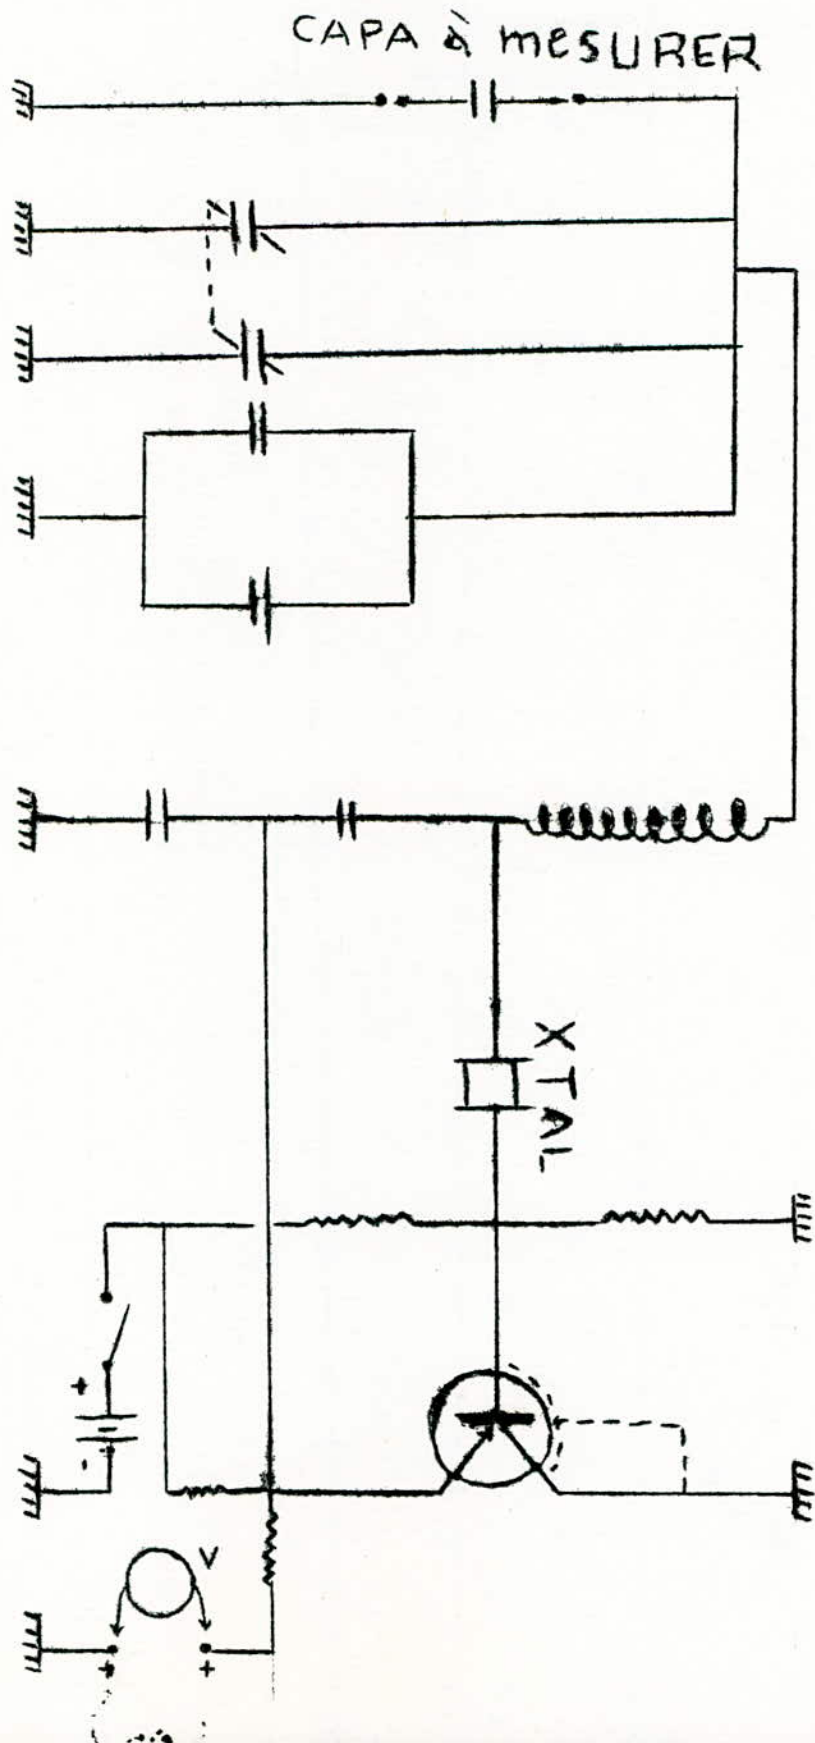 CAPA à mesURER
XTAL
+
-
V
+
+